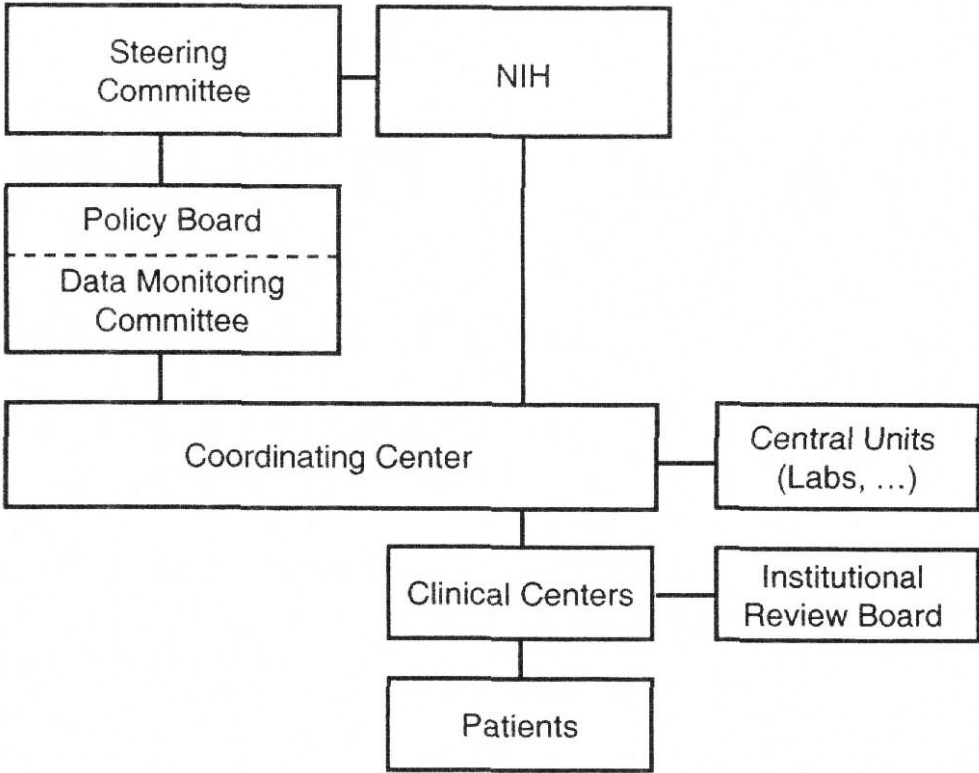 Steering
Committee
NIH
Policy Board
Data Monitoring
Committee
Coordinating Center
Central Units
(Labs, ...)
Clinical Centers
Institutional
Review Board
Patients